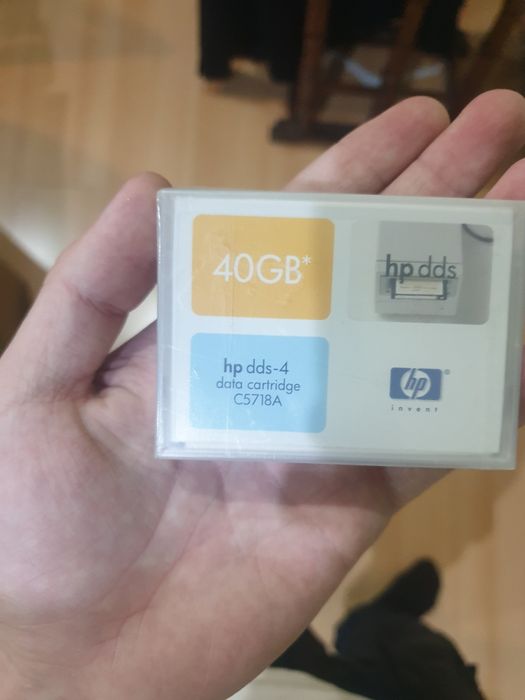 40GB*
hp dds
hp dds-4
data cartridge
C5718A
hp®
invent